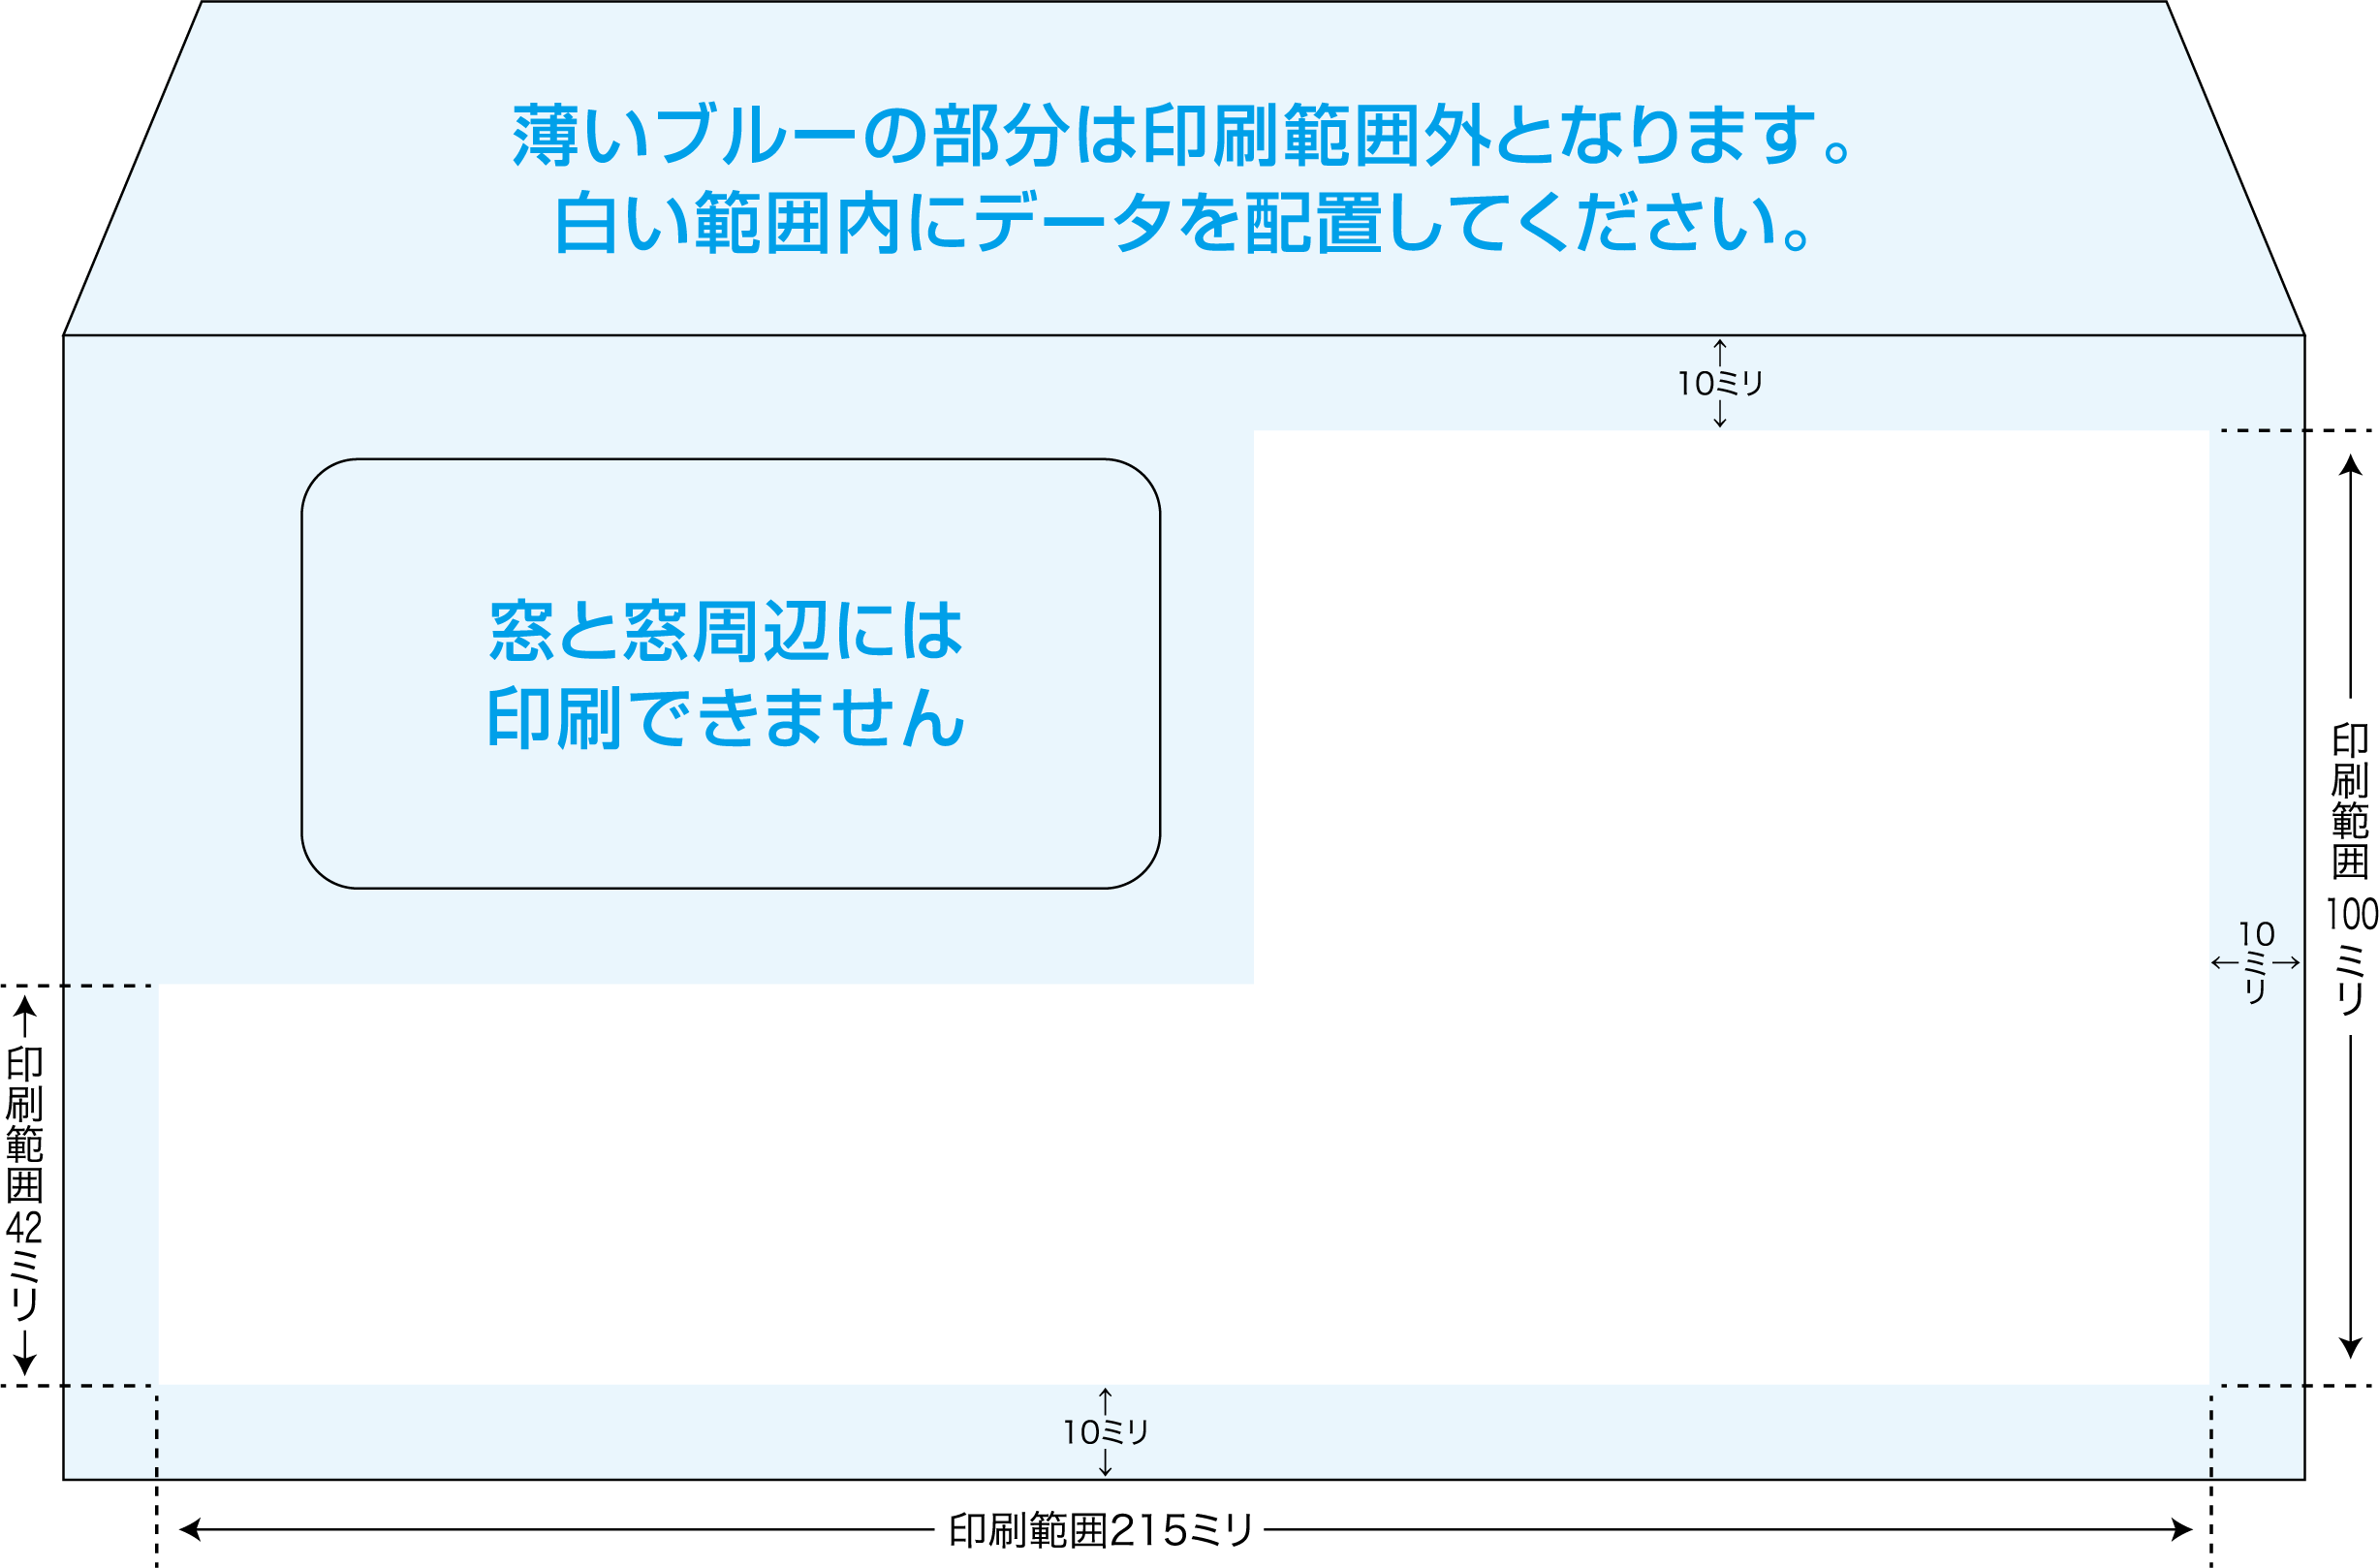 薄いブルーの部分は印刷範囲外となります。
白い範囲内にデータを配置してください。
10ミリ
窓と窓周辺には
印刷できません
印刷範囲100ミリ
10ミリ
印刷範囲42ミリ
10ミリ
印刷範囲215ミリ